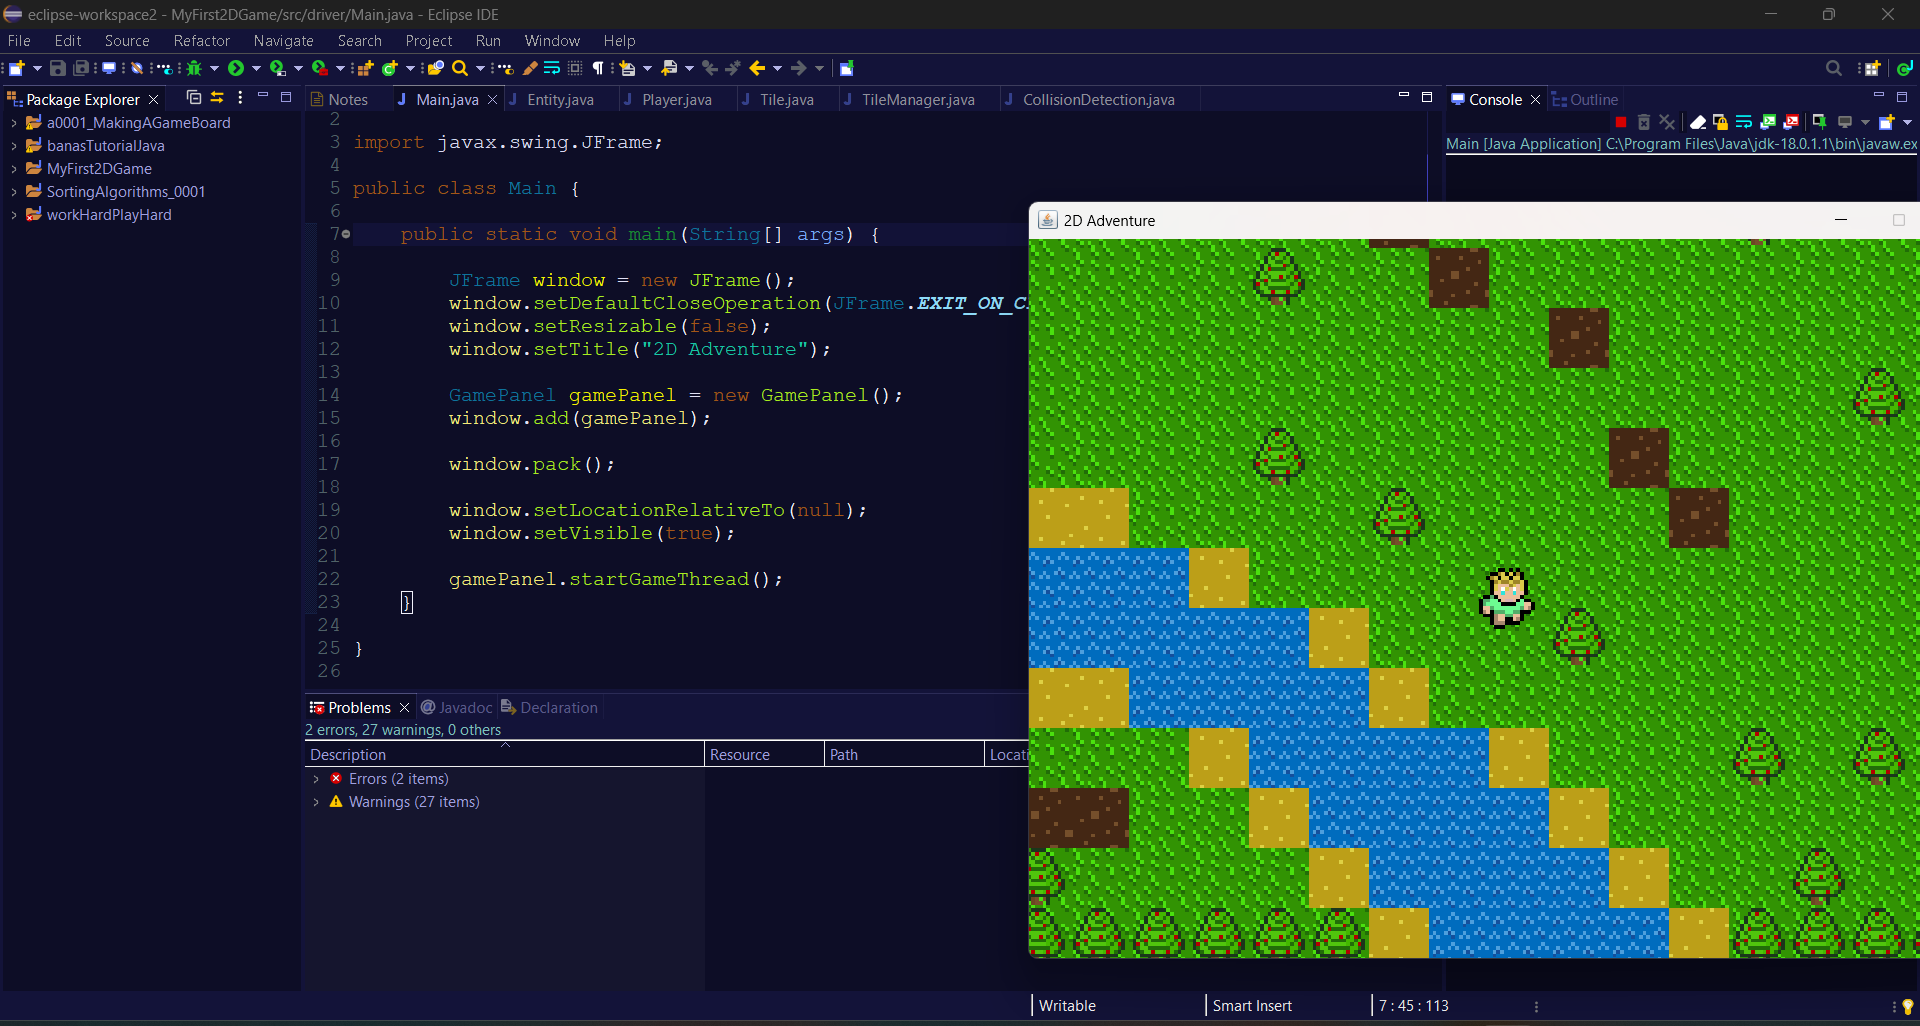 eclipse-workspace2 - MyFirst2DGame/src/driver/Main.java - Eclipse IDE
File Edit Source Refactor Navigate Search Project Run Window Help
Package Explorer
a0001_MakingAGameBoard
banasTutorialJava
MyFirst2DGame
SortingAlgorithms_0001
workHardPlayHard
Notes Main.java Entity.java Player.java Tile.java TileManager.java CollisionDetection.java
2
3 import javax.swing.JFrame;
4
5 public class Main {
6
7 public static void main(String[] args) {
8
9 JFrame window = new JFrame();
10 window.setDefaultCloseOperation(JFrame.EXIT_ON_C
11 window.setResizable(false);
12 window.setTitle("2D Adventure");
13
14 GamePanel gamePanel = new GamePanel();
15 window.add(gamePanel);
16
17 window.pack();
18
19 window.setLocationRelativeTo(null);
20 window.setVisible(true);
21
22 gamePanel.startGameThread();
23 }
24
25 }
26
Problems @ Javadoc Declaration
2 errors, 27 warnings, 0 others
Description Resource Path Locati
Errors (2 items)
Warnings (27 items)
Console Outline
Main [Java Application] C:\Program Files\Java\jdk-18.0.1.1\bin\javaw.ex
2D Adventure
Writable Smart Insert 7 : 45 : 113